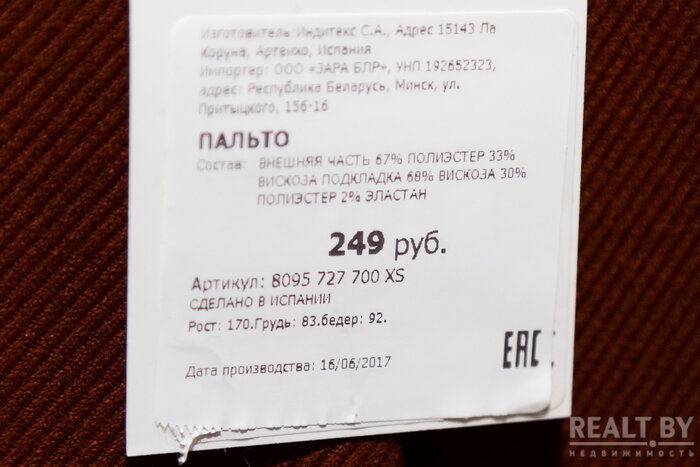 Изготовитель Индитекс С.А., Адрес 15143 Ла
Коруна, Артеихо, Испания
Импортер: ООО «ЗАРА БЛР», УНП 192652323,
адрес: Республика Беларусь, Минск, ул.
Притыцкого, 156-16
ПАЛЬТО
Состав: ВНЕШНЯЯ ЧАСТЬ 67% ПОЛИЭСТЕР 33%
ВИСКОЗА ПОДКЛАДКА 68% ВИСКОЗА 30%
ПОЛИЭСТЕР 2% ЭЛАСТАН
249 руб.
Артикул: 8095 727 700 XS
СДЕЛАНО В ИСПАНИИ
Рост: 170.Грудь: 83.бедер: 92.
EAC
Дата производства: 16/06/2017
REALT.BY
НЕДВИЖИМОСТЬ